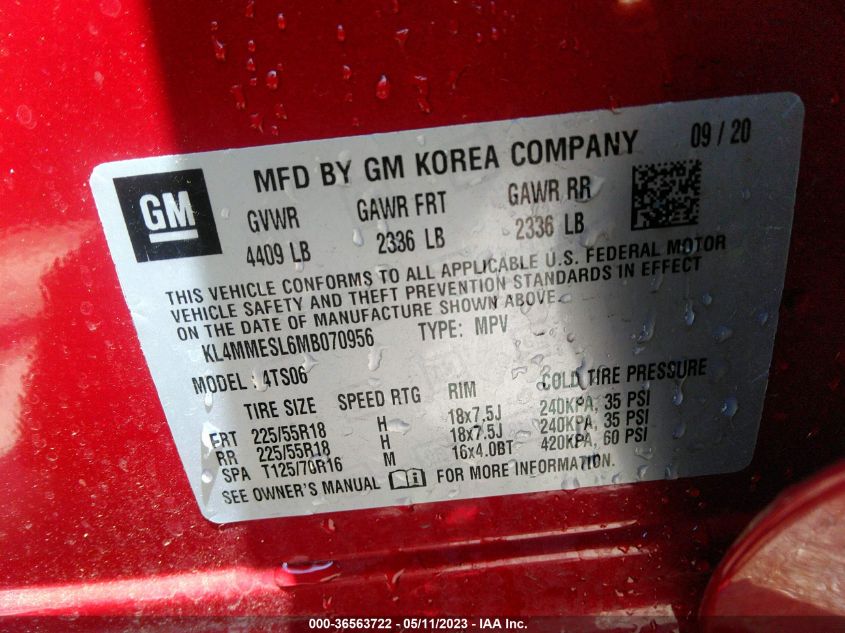 MFD BY GM KOREA COMPANY 09 / 20
GM
GVWR GAWR FRT GAWR RR
4409 LB 2336 LB 2336 LB
THIS VEHICLE CONFORMS TO ALL APPLICABLE U.S. FEDERAL MOTOR
VEHICLE SAFETY AND THEFT PREVENTION STANDARDS IN EFFECT
ON THE DATE OF MANUFACTURE SHOWN ABOVE.
KL4MMESL6MB070956 TYPE: MPV
MODEL: 4TS06
TIRE SIZE SPEED RTG RIM COLD TIRE PRESSURE
FRT 225/55R18 H 18x7.5J 240KPA, 35 PSI
RR 225/55R18 H 18x7.5J 240KPA, 35 PSI
SPA T125/70R16 M 16x4.0BT 420KPA, 60 PSI
SEE OWNER'S MANUAL FOR MORE INFORMATION.
000-36563722 - 05/11/2023 - IAA Inc.